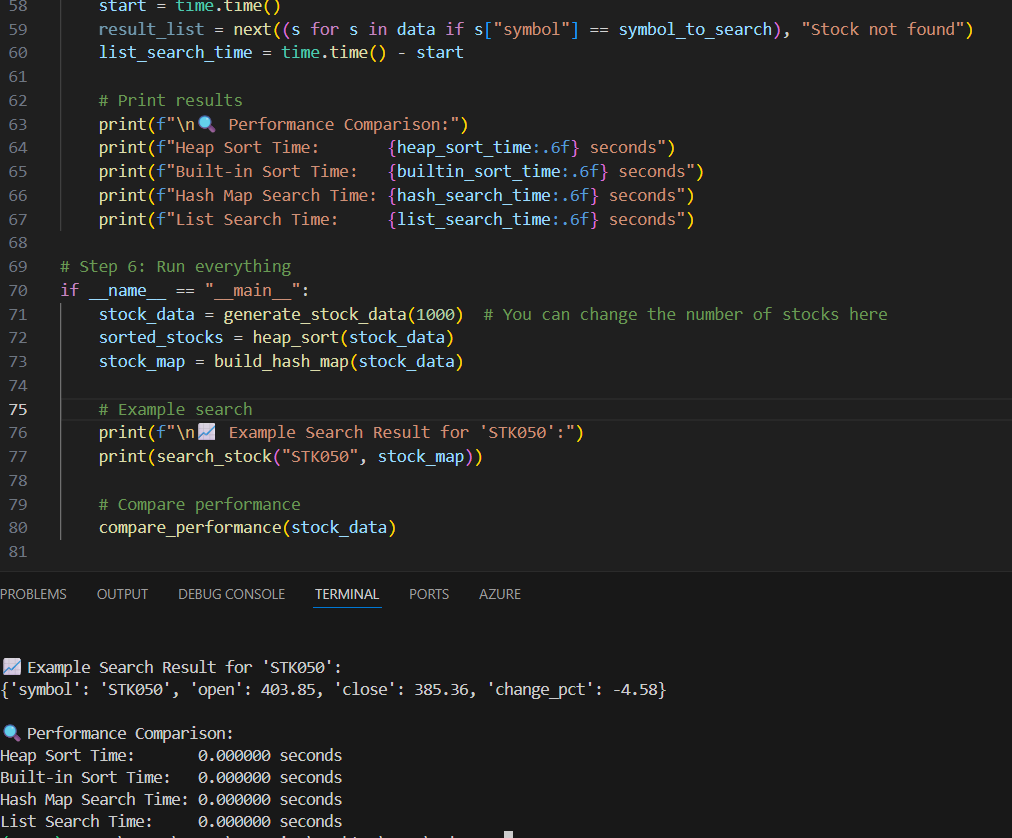 58 start = time.time()
59 result_list = next((s for s in data if s["symbol"] == symbol_to_search), "Stock not found")
60 list_search_time = time.time() - start
61
62 # Print results
63 print(f"\n🔍 Performance Comparison:")
64 print(f"Heap Sort Time:       {heap_sort_time:.6f} seconds")
65 print(f"Built-in Sort Time:   {builtin_sort_time:.6f} seconds")
66 print(f"Hash Map Search Time: {hash_search_time:.6f} seconds")
67 print(f"List Search Time:     {list_search_time:.6f} seconds")
68
69 # Step 6: Run everything
70 if __name__ == "__main__":
71 stock_data = generate_stock_data(1000)  # You can change the number of stocks here
72 sorted_stocks = heap_sort(stock_data)
73 stock_map = build_hash_map(stock_data)
74
75 # Example search
76 print(f"\n📈 Example Search Result for 'STK050':")
77 print(search_stock("STK050", stock_map))
78
79 # Compare performance
80 compare_performance(stock_data)
81
PROBLEMS OUTPUT DEBUG CONSOLE TERMINAL PORTS AZURE
📈 Example Search Result for 'STK050':
{'symbol': 'STK050', 'open': 403.85, 'close': 385.36, 'change_pct': -4.58}
🔍 Performance Comparison:
Heap Sort Time:       0.000000 seconds
Built-in Sort Time:   0.000000 seconds
Hash Map Search Time: 0.000000 seconds
List Search Time:     0.000000 seconds